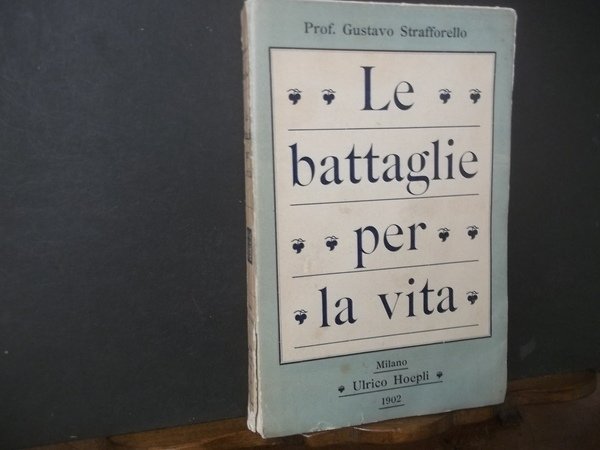 Prof. Gustavo Strafforello
Le
battaglie
per
la vita
Milano
Ulrico Hoepli
1902